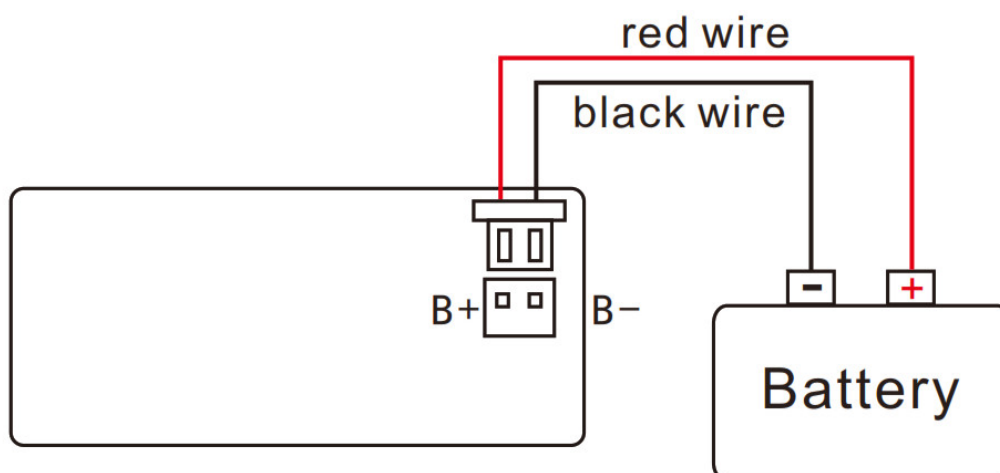 red wire
black wire
B+ B−
- +
Battery